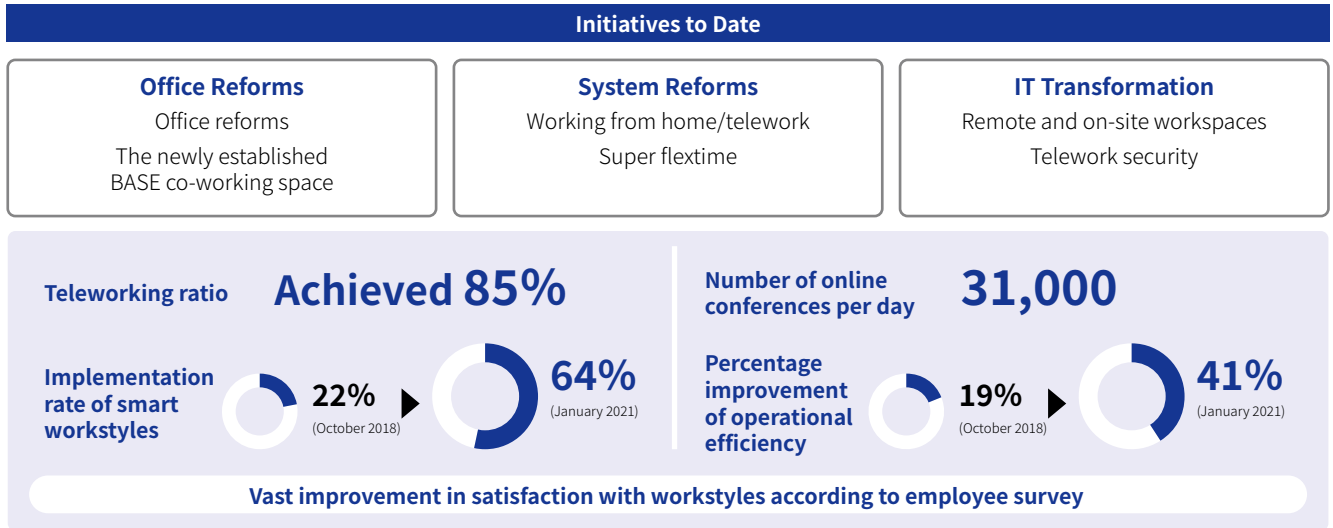 Initiatives to Date
Office Reforms
Office reforms
The newly established
BASE co-working space
System Reforms
Working from home/telework
Super flextime
IT Transformation
Remote and on-site workspaces
Telework security
Teleworking ratio
Achieved 85%
Implementation
rate of smart
workstyles
22%
(October 2018)
64%
(January 2021)
Number of online
conferences per day
31,000
Percentage
improvement
of operational
efficiency
19%
(October 2018)
41%
(January 2021)
Vast improvement in satisfaction with workstyles according to employee survey